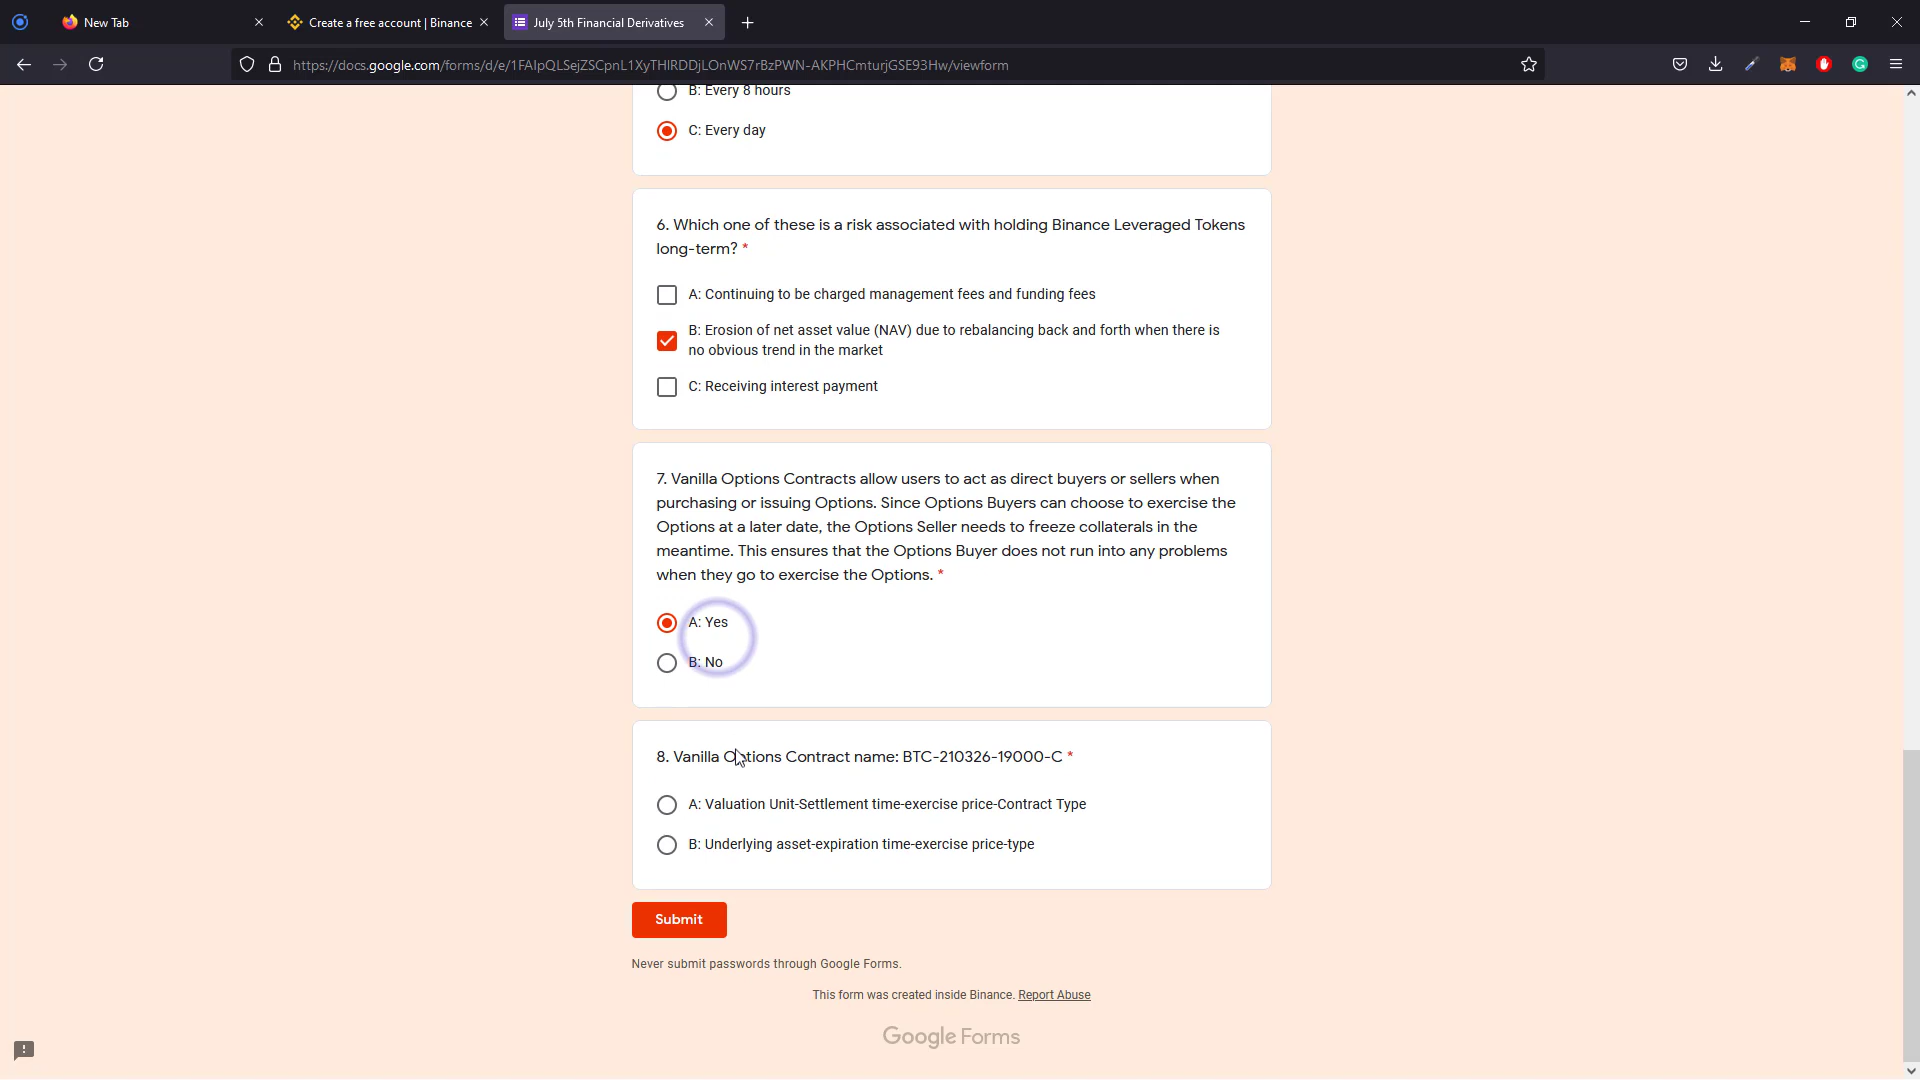 New Tab
Create a free account | Binance
July 5th Financial Derivatives
https://docs.google.com/forms/d/e/1FAIpQLSejZSCpnL1XyTHlRDDjLOnWS7rBzPWN-AKPHCmturjGSE93Hw/viewform
B: Every 8 hours
C: Every day
6. Which one of these is a risk associated with holding Binance Leveraged Tokens
long-term? *
A: Continuing to be charged management fees and funding fees
B: Erosion of net asset value (NAV) due to rebalancing back and forth when there is
no obvious trend in the market
C: Receiving interest payment
7. Vanilla Options Contracts allow users to act as direct buyers or sellers when
purchasing or issuing Options. Since Options Buyers can choose to exercise the
Options at a later date, the Options Seller needs to freeze collaterals in the
meantime. This ensures that the Options Buyer does not run into any problems
when they go to exercise the Options. *
A: Yes
B: No
8. Vanilla Options Contract name: BTC-210326-19000-C *
A: Valuation Unit-Settlement time-exercise price-Contract Type
B: Underlying asset-expiration time-exercise price-type
Submit
Never submit passwords through Google Forms.
This form was created inside Binance. Report Abuse
Google Forms